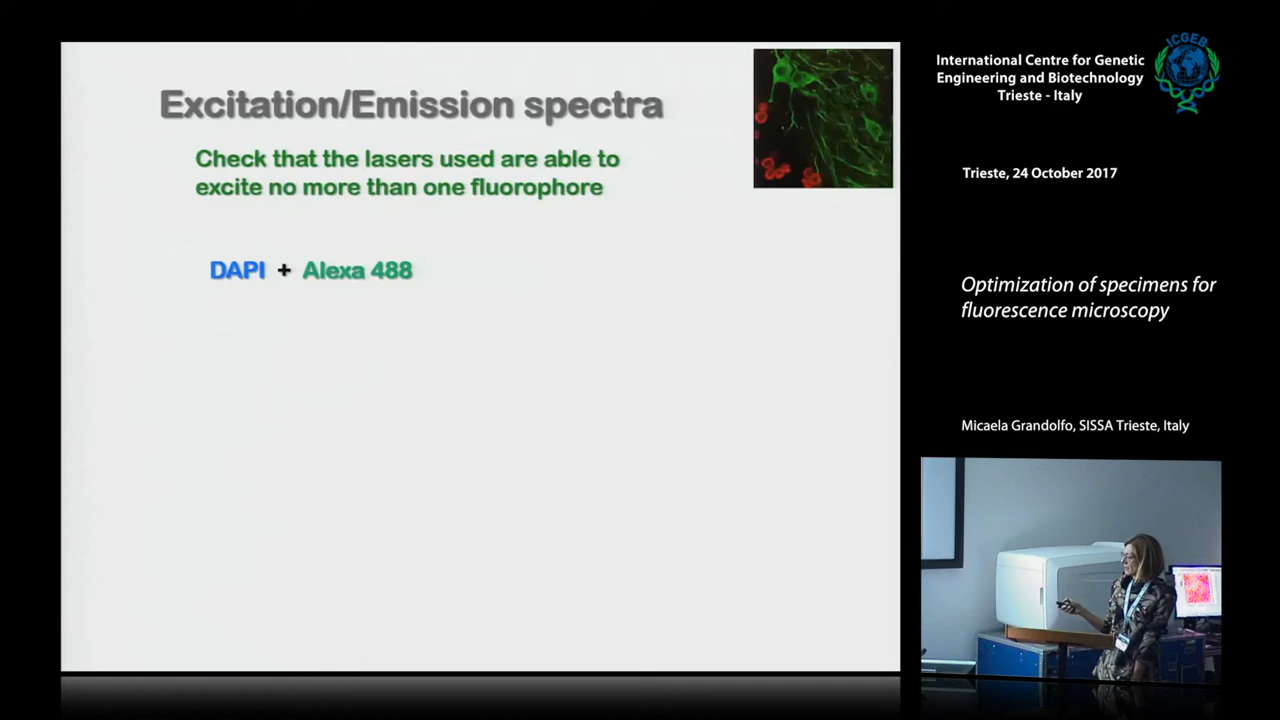 Excitation/Emission spectra
Check that the lasers used are able to
excite no more than one fluorophore
DAPI + Alexa 488
International Centre for Genetic
Engineering and Biotechnology
Trieste - Italy
ICGEB
Trieste, 24 October 2017
Optimization of specimens for
fluorescence microscopy
Micaela Grandolfo, SISSA Trieste, Italy